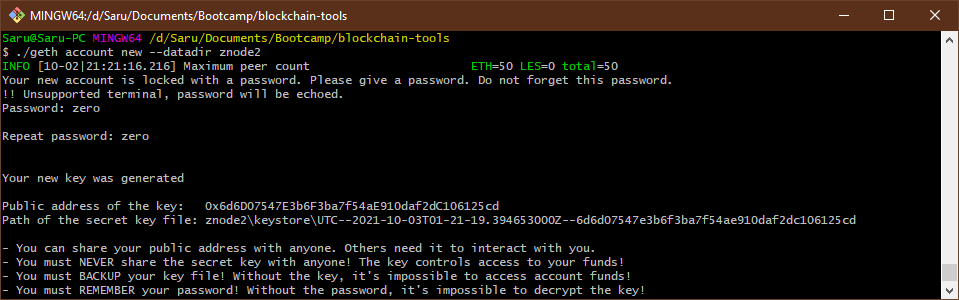 MINGW64:/d/Saru/Documents/Bootcamp/blockchain-tools
Saru@Saru-PC MINGW64 /d/Saru/Documents/Bootcamp/blockchain-tools
$ ./geth account new --datadir znode2
INFO [10-02|21:21:16.216] Maximum peer count                       ETH=50 LES=0 total=50
Your new account is locked with a password. Please give a password. Do not forget this password.
!! Unsupported terminal, password will be echoed.
Password: zero
Repeat password: zero
Your new key was generated
Public address of the key:   0x6d6D07547E3b6F3ba7f54aE910daf2dC106125cd
Path of the secret key file: znode2\keystore\UTC--2021-10-03T01-21-19.394653000Z--6d6d07547e3b6f3ba7f54ae910daf2dc106125cd
- You can share your public address with anyone. Others need it to interact with you.
- You must NEVER share the secret key with anyone! The key controls access to your funds!
- You must BACKUP your key file! Without the key, it's impossible to access account funds!
- You must REMEMBER your password! Without the password, it's impossible to decrypt the key!